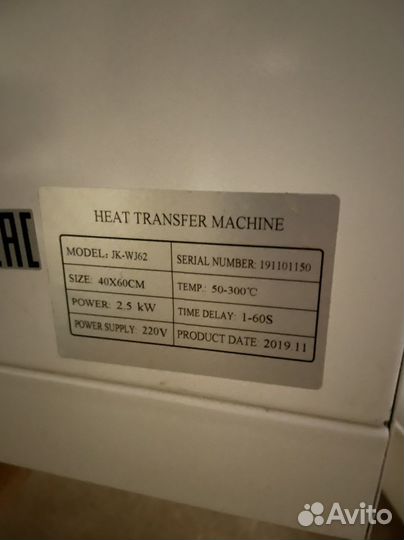 HEAT TRANSFER MACHINE
MODEL: JK-WJ62
SERIAL NUMBER: 191101150
SIZE: 40X60CM
TEMP.: 50-300℃
POWER: 2.5 kW
TIME DELAY: 1-60S
POWER SUPPLY: 220V
PRODUCT DATE: 2019.11
EAC
Avito